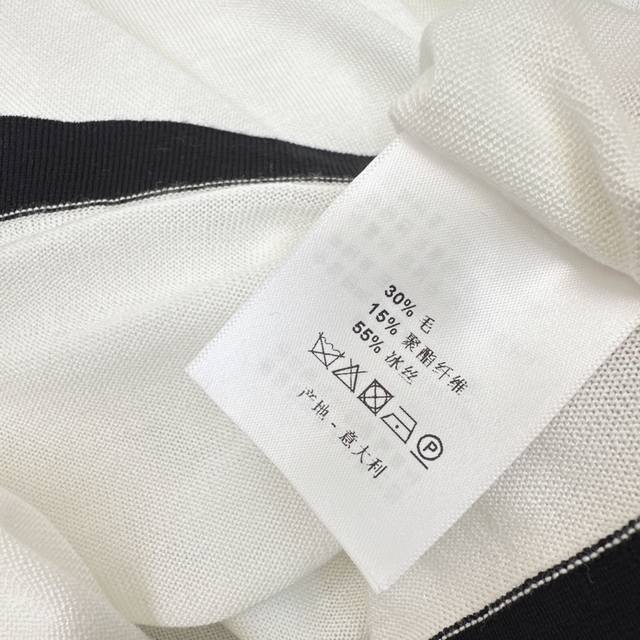 30% 毛
15% 聚酯纤维
55% 冰丝
P
产地 - 意大利